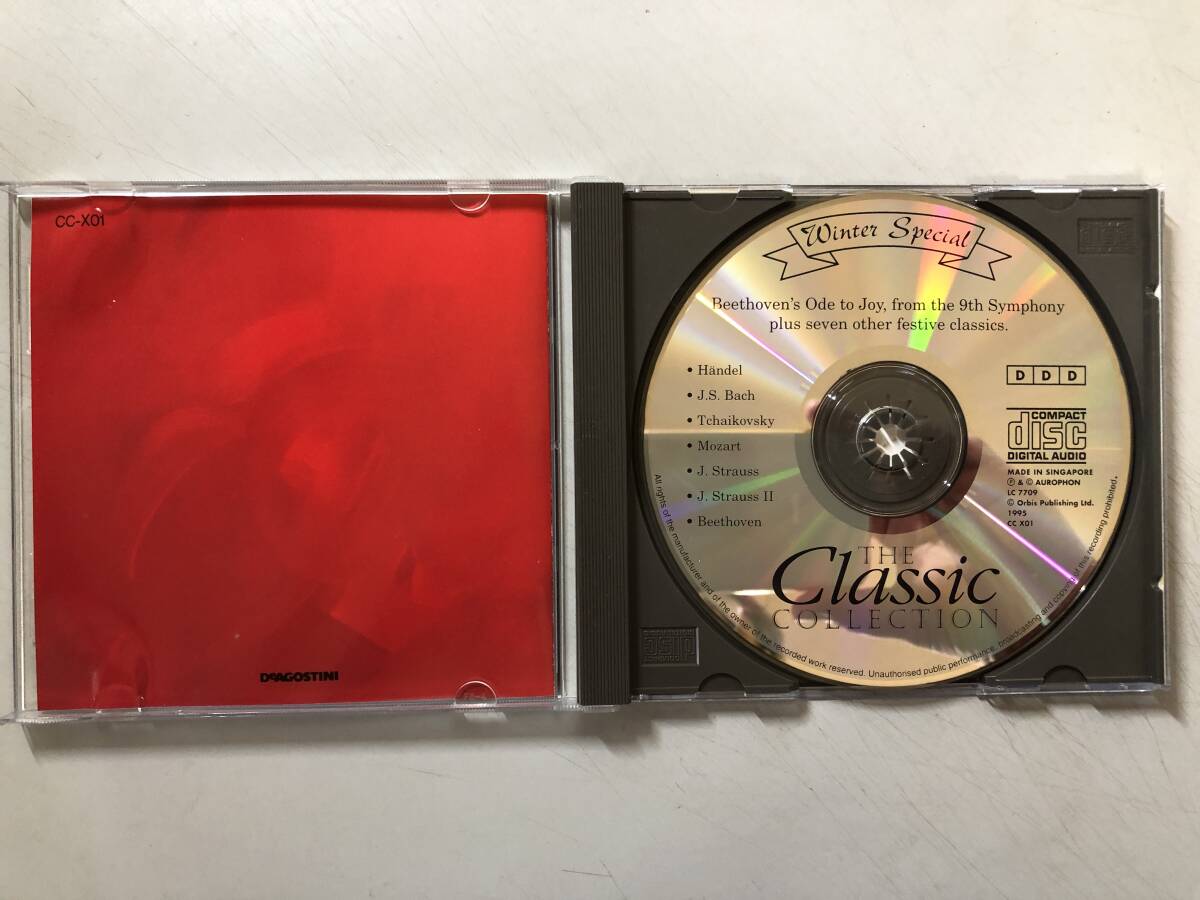 CC-X01
DeAGOSTINI
Winter Special
Beethoven's Ode to Joy, from the 9th Symphony
plus seven other festive classics.
• Händel
• J.S. Bach
• Tchaikovsky
• Mozart
• J. Strauss
• J. Strauss II
• Beethoven
D D D
COMPACT
disc
DIGITAL AUDIO
MADE IN SINGAPORE
℗ & © AUROPHON
LC 7709
© Orbis Publishing Ltd.
1995
CC X01
THE
Classic
COLLECTION
All rights of the manufacturer and of the owner of the recorded work reserved. Unauthorised public performance, broadcasting and copying of this recording prohibited.